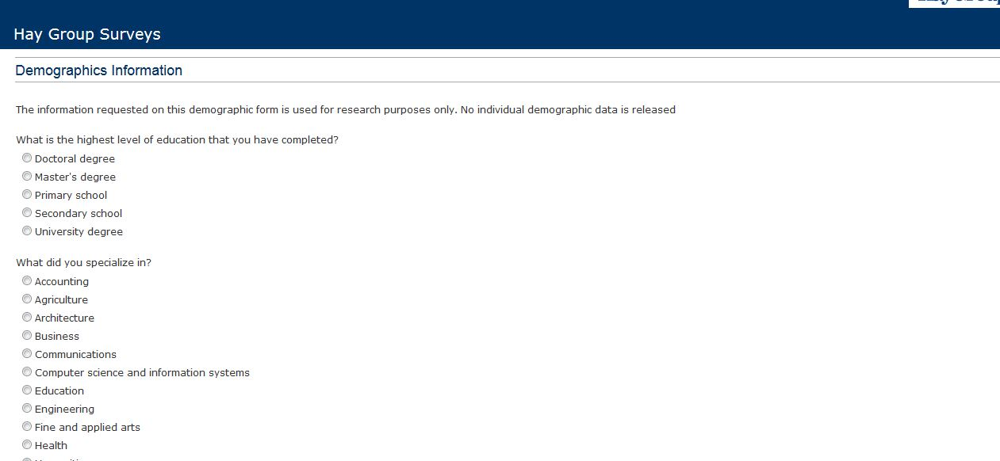 Hay Group Surveys
Demographics Information
The information requested on this demographic form is used for research purposes only. No individual demographic data is released
What is the highest level of education that you have completed?
Doctoral degree
Master's degree
Primary school
Secondary school
University degree
What did you specialize in?
Accounting
Agriculture
Architecture
Business
Communications
Computer science and information systems
Education
Engineering
Fine and applied arts
Health